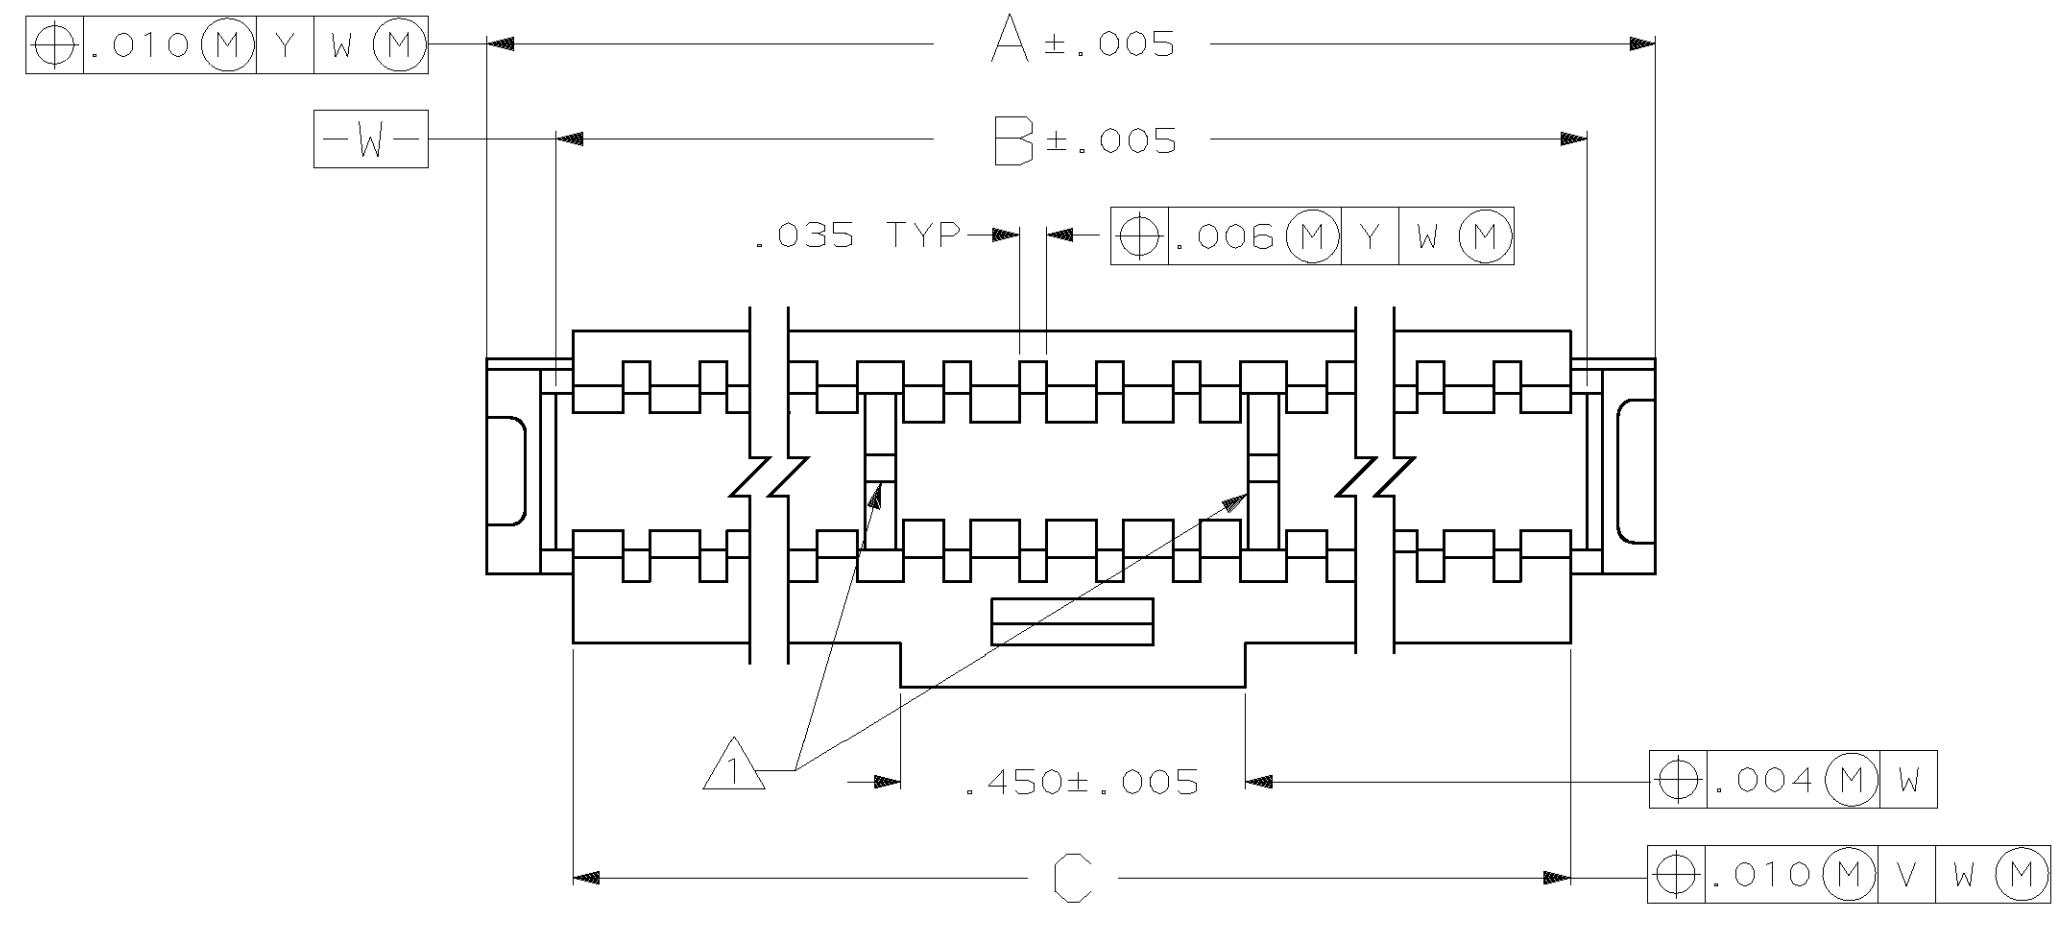 ⌖ .010 Ⓜ Y W Ⓜ
A ±.005
-W-
B ±.005
.035 TYP
⌖ .006 Ⓜ Y W Ⓜ
1
.450±.005
⌖ .004 Ⓜ W
C
⌖ .010 Ⓜ V W Ⓜ